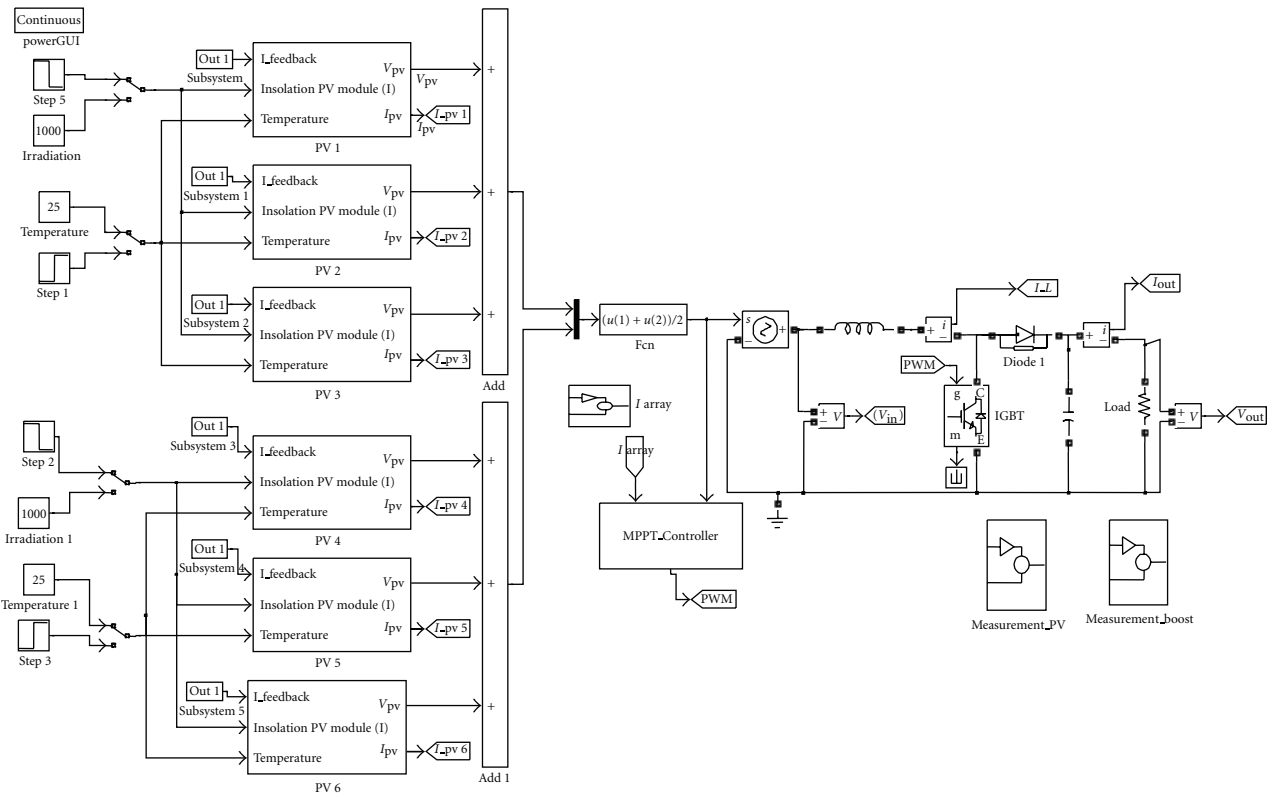 Continuous
powerGUI
Step 5
1000
Irradiation
25
Temperature
Step 1
Out 1
Subsystem
I_feedback
Insolation PV module (I)
Temperature
Vpv
Vpv
Ipv
Ipv
I_pv 1
PV 1
Out 1
Subsystem 1
I_feedback
Insolation PV module (I)
Temperature
Vpv
Ipv
I_pv 2
PV 2
Out 1
Subsystem 2
I_feedback
Insolation PV module (I)
Temperature
Vpv
Ipv
I_pv 3
PV 3
+
+
+
Add
Step 2
1000
Irradiation 1
25
Temperature 1
Step 3
Out 1
Subsystem 3
I_feedback
Insolation PV module (I)
Temperature
Vpv
Ipv
I_pv 4
PV 4
Out 1
Subsystem 4
I_feedback
Insolation PV module (I)
Temperature
Vpv
Ipv
I_pv 5
PV 5
Out 1
Subsystem 5
I_feedback
Insolation PV module (I)
Temperature
Vpv
Ipv
I_pv 6
PV 6
+
+
+
Add 1
(u(1) + u(2))/2
Fcn
I array
I array
MPPT_Controller
PWM
s
+
−
+
−
V
(Vin)
+
−
i
I_L
PWM
g
C
m
E
IGBT
Diode 1
+
−
i
Iout
Load
+
−
V
Vout
Measurement_PV
Measurement_boost